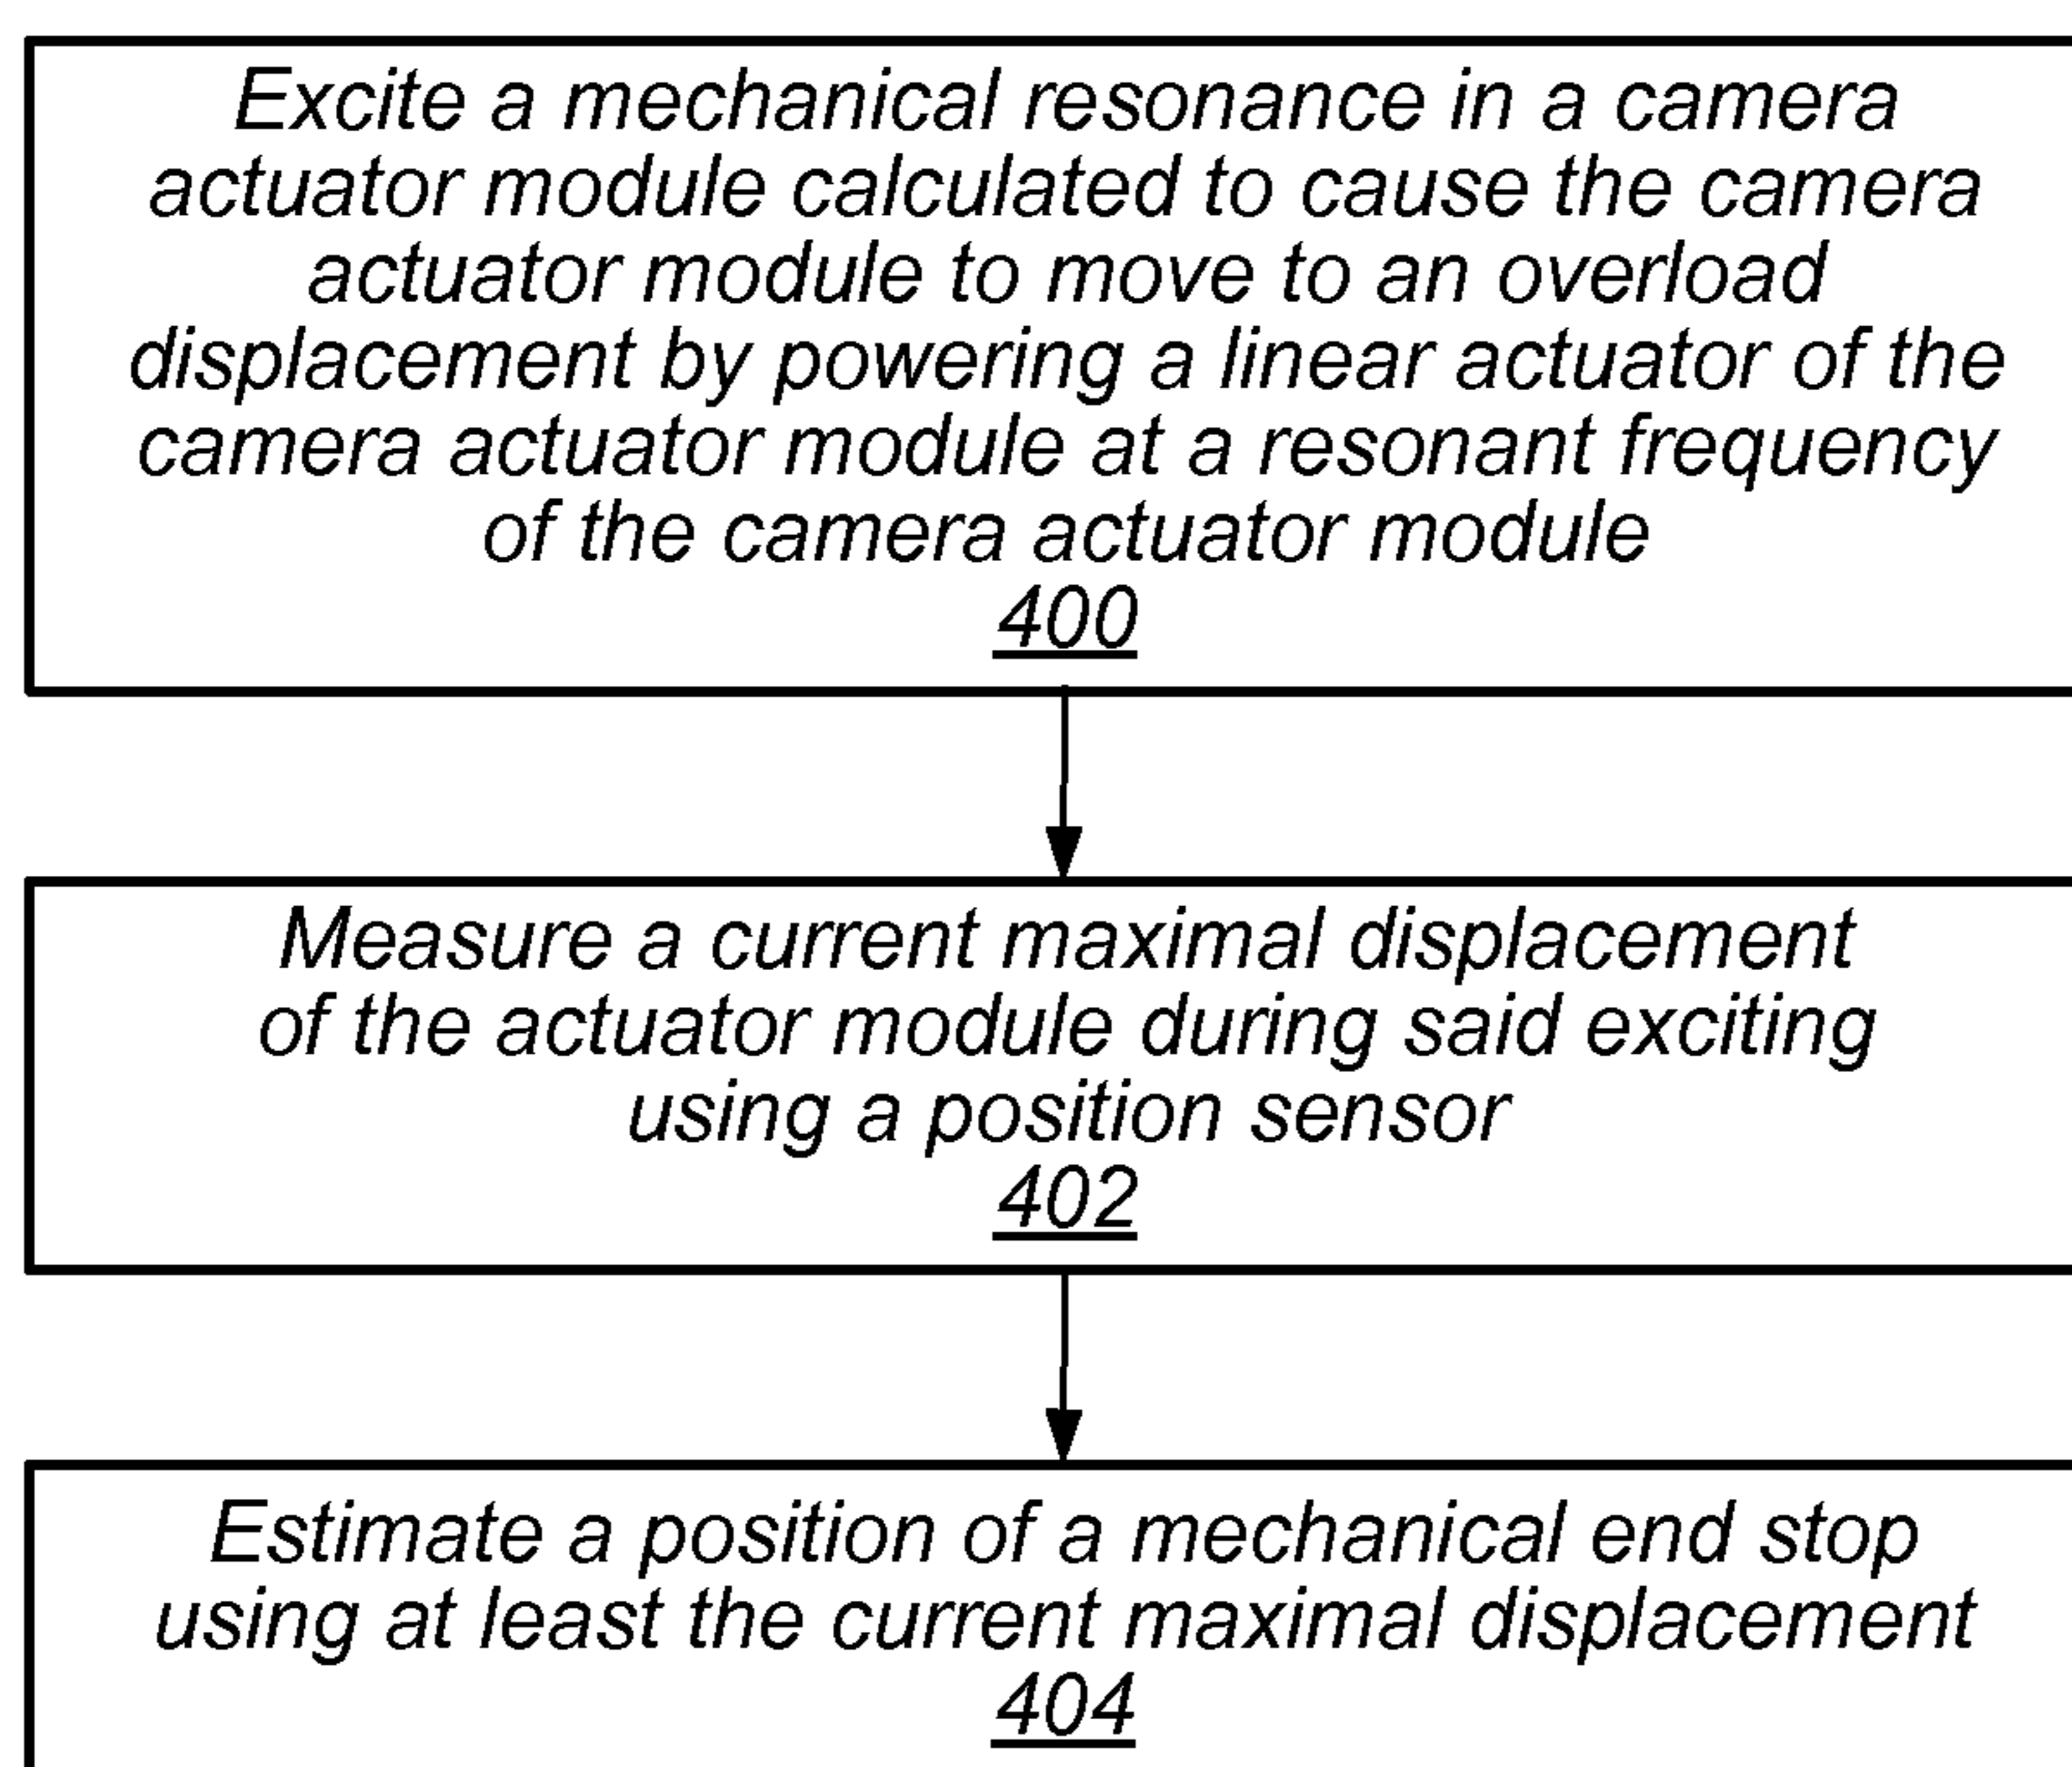 Excite a mechanical resonance in a camera
actuator module calculated to cause the camera
actuator module to move to an overload
displacement by powering a linear actuator of the
camera actuator module at a resonant frequency
of the camera actuator module
400
Measure a current maximal displacement
of the actuator module during said exciting
using a position sensor
402
Estimate a position of a mechanical end stop
using at least the current maximal displacement
404